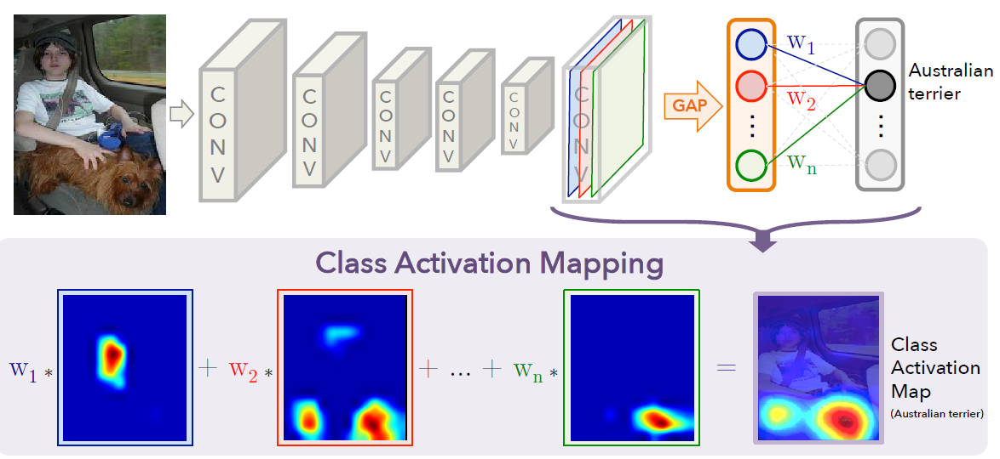 CONV
CONV
CONV
CONV
CONV
CONV
GAP
w1
w2
⋮
wn
⋮
Australian
terrier
Class Activation Mapping
w1 * + w2 * + ... + wn * =
Class
Activation
Map
(Australian terrier)